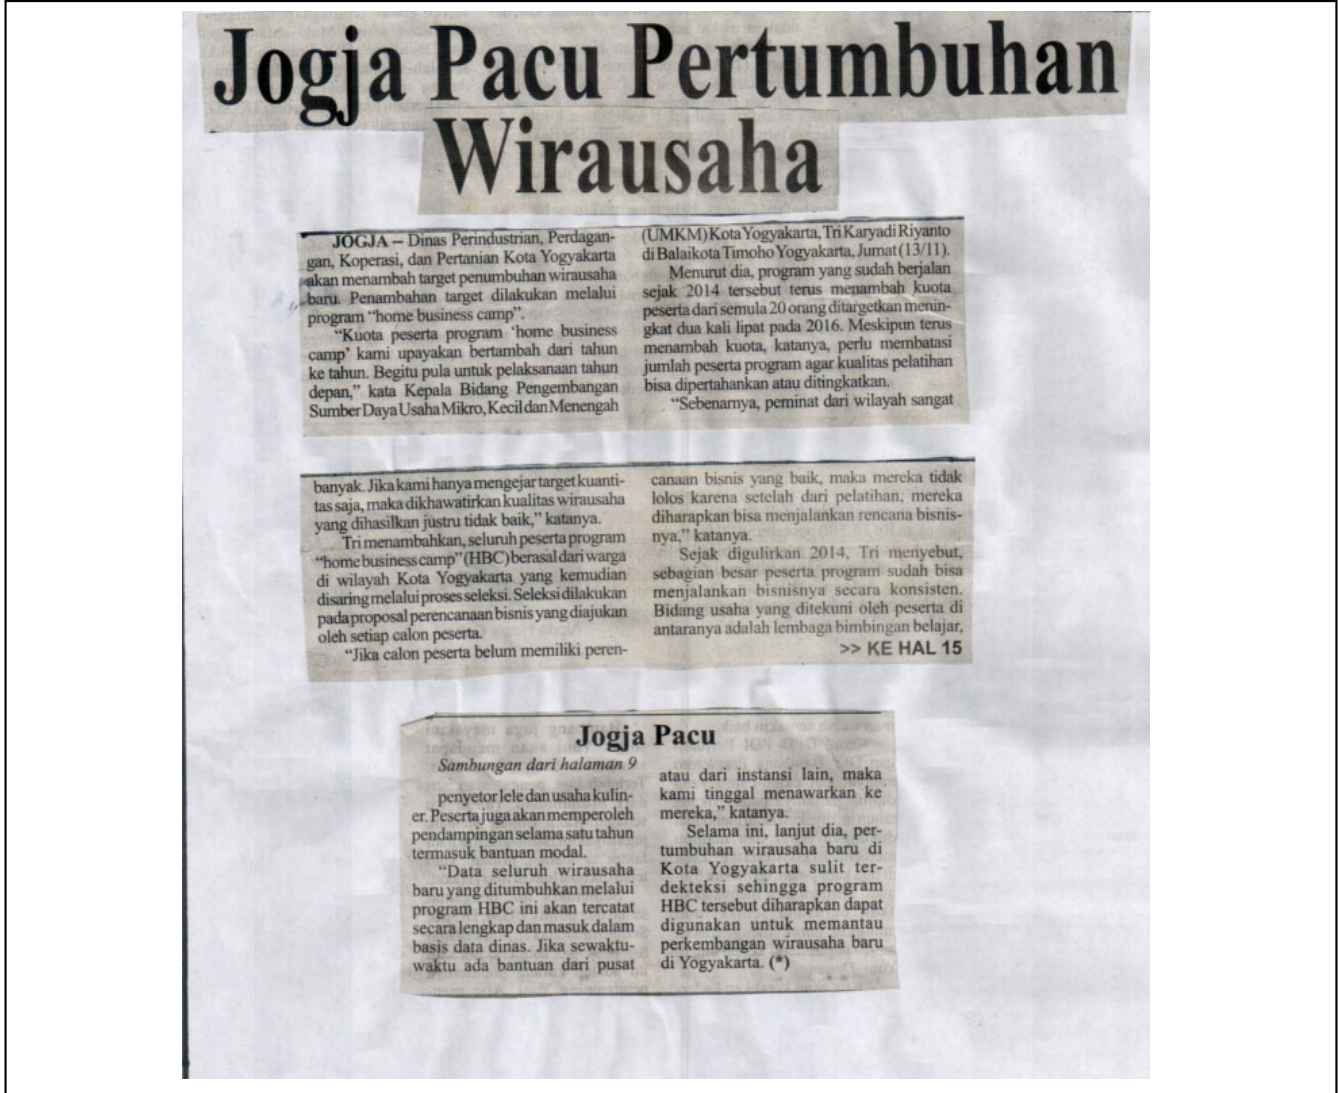 Jogja Pacu Pertumbuhan
Wirausaha
JOGJA – Dinas Perindustrian, Perdagan-
gan, Koperasi, dan Pertanian Kota Yogyakarta
akan menambah target penumbuhan wirausaha
baru. Penambahan target dilakukan melalui
program “home business camp”.
“Kuota peserta program ‘home business
camp’ kami upayakan bertambah dari tahun
ke tahun. Begitu pula untuk pelaksanaan tahun
depan,” kata Kepala Bidang Pengembangan
Sumber Daya Usaha Mikro, Kecil dan Menengah
(UMKM) Kota Yogyakarta, Tri Karyadi Riyanto
di Balaikota Timoho Yogyakarta, Jumat (13/11).
Menurut dia, program yang sudah berjalan
sejak 2014 tersebut terus menambah kuota
peserta dari semula 20 orang ditargetkan menin-
gkat dua kali lipat pada 2016. Meskipun terus
menambah kuota, katanya, perlu membatasi
jumlah peserta program agar kualitas pelatihan
bisa dipertahankan atau ditingkatkan.
“Sebenarnya, peminat dari wilayah sangat
banyak. Jika kami hanya mengejar target kuanti-
tas saja, maka dikhawatirkan kualitas wirausaha
yang dihasilkan justru tidak baik,” katanya.
Tri menambahkan, seluruh peserta program
“home business camp” (HBC) berasal dari warga
di wilayah Kota Yogyakarta yang kemudian
disaring melalui proses seleksi. Seleksi dilakukan
pada proposal perencanaan bisnis yang diajukan
oleh setiap calon peserta.
“Jika calon peserta belum memiliki peren-
canaan bisnis yang baik, maka mereka tidak
lolos karena setelah dari pelatihan, mereka
diharapkan bisa menjalankan rencana bisnis-
nya,” katanya.
Sejak digulirkan 2014, Tri menyebut,
sebagian besar peserta program sudah bisa
menjalankan bisnisnya secara konsisten.
Bidang usaha yang ditekuni oleh peserta di
antaranya adalah lembaga bimbingan belajar,
>> KE HAL 15
Jogja Pacu
Sambungan dari halaman 9
penyetor lele dan usaha kulin-
er. Peserta juga akan memperoleh
pendampingan selama satu tahun
termasuk bantuan modal.
“Data seluruh wirausaha
baru yang ditumbuhkan melalui
program HBC ini akan tercatat
secara lengkap dan masuk dalam
basis data dinas. Jika sewaktu-
waktu ada bantuan dari pusat
atau dari instansi lain, maka
kami tinggal menawarkan ke
mereka,” katanya.
Selama ini, lanjut dia, per-
tumbuhan wirausaha baru di
Kota Yogyakarta sulit ter-
dekteksi sehingga program
HBC tersebut diharapkan dapat
digunakan untuk memantau
perkembangan wirausaha baru
di Yogyakarta. (*)